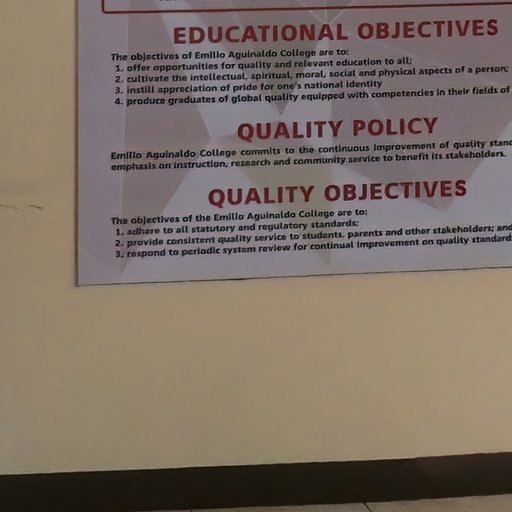 EDUCATIONAL OBJECTIVES
The objectives of Emilio Aguinaldo College are to:
1. offer opportunities for quality and relevant education to all;
2. cultivate the intellectual, spiritual, moral, social and physical aspects of a person;
3. instill appreciation of pride for one's national identity
4. produce graduates of global quality equipped with competencies in their fields of
QUALITY POLICY
Emilio Aguinaldo College commits to the continuous improvement of quality
emphasis on instruction, research and community service to benefit its stakeholders.
QUALITY OBJECTIVES
The objectives of the Emilio Aguinaldo College are to:
1. adhere to all statutory and regulatory standards;
2. provide consistent quality service to students, parents and other stakeholders; and
3. respond to periodic system review for continual improvement on quality standard